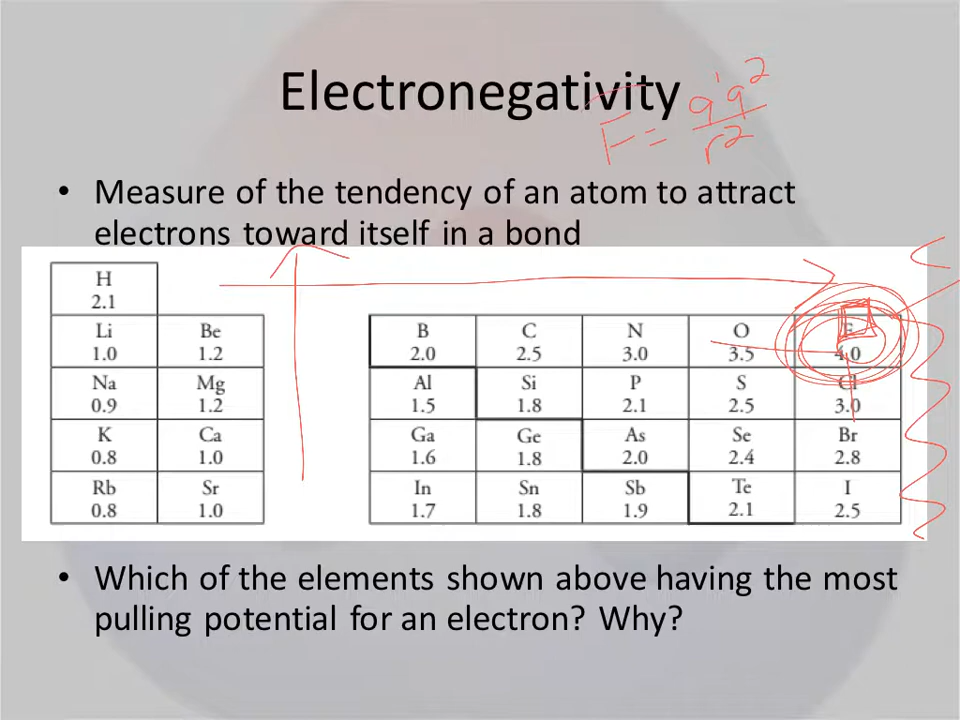 Electronegativity
F = q¹q² / r²
• Measure of the tendency of an atom to attract
electrons toward itself in a bond
H
2.1
Li Be B C N O F
1.0 1.2 2.0 2.5 3.0 3.5 4.0
Na Mg Al Si P S Cl
0.9 1.2 1.5 1.8 2.1 2.5 3.0
K Ca Ga Ge As Se Br
0.8 1.0 1.6 1.8 2.0 2.4 2.8
Rb Sr In Sn Sb Te I
0.8 1.0 1.7 1.8 1.9 2.1 2.5
• Which of the elements shown above having the most
pulling potential for an electron? Why?